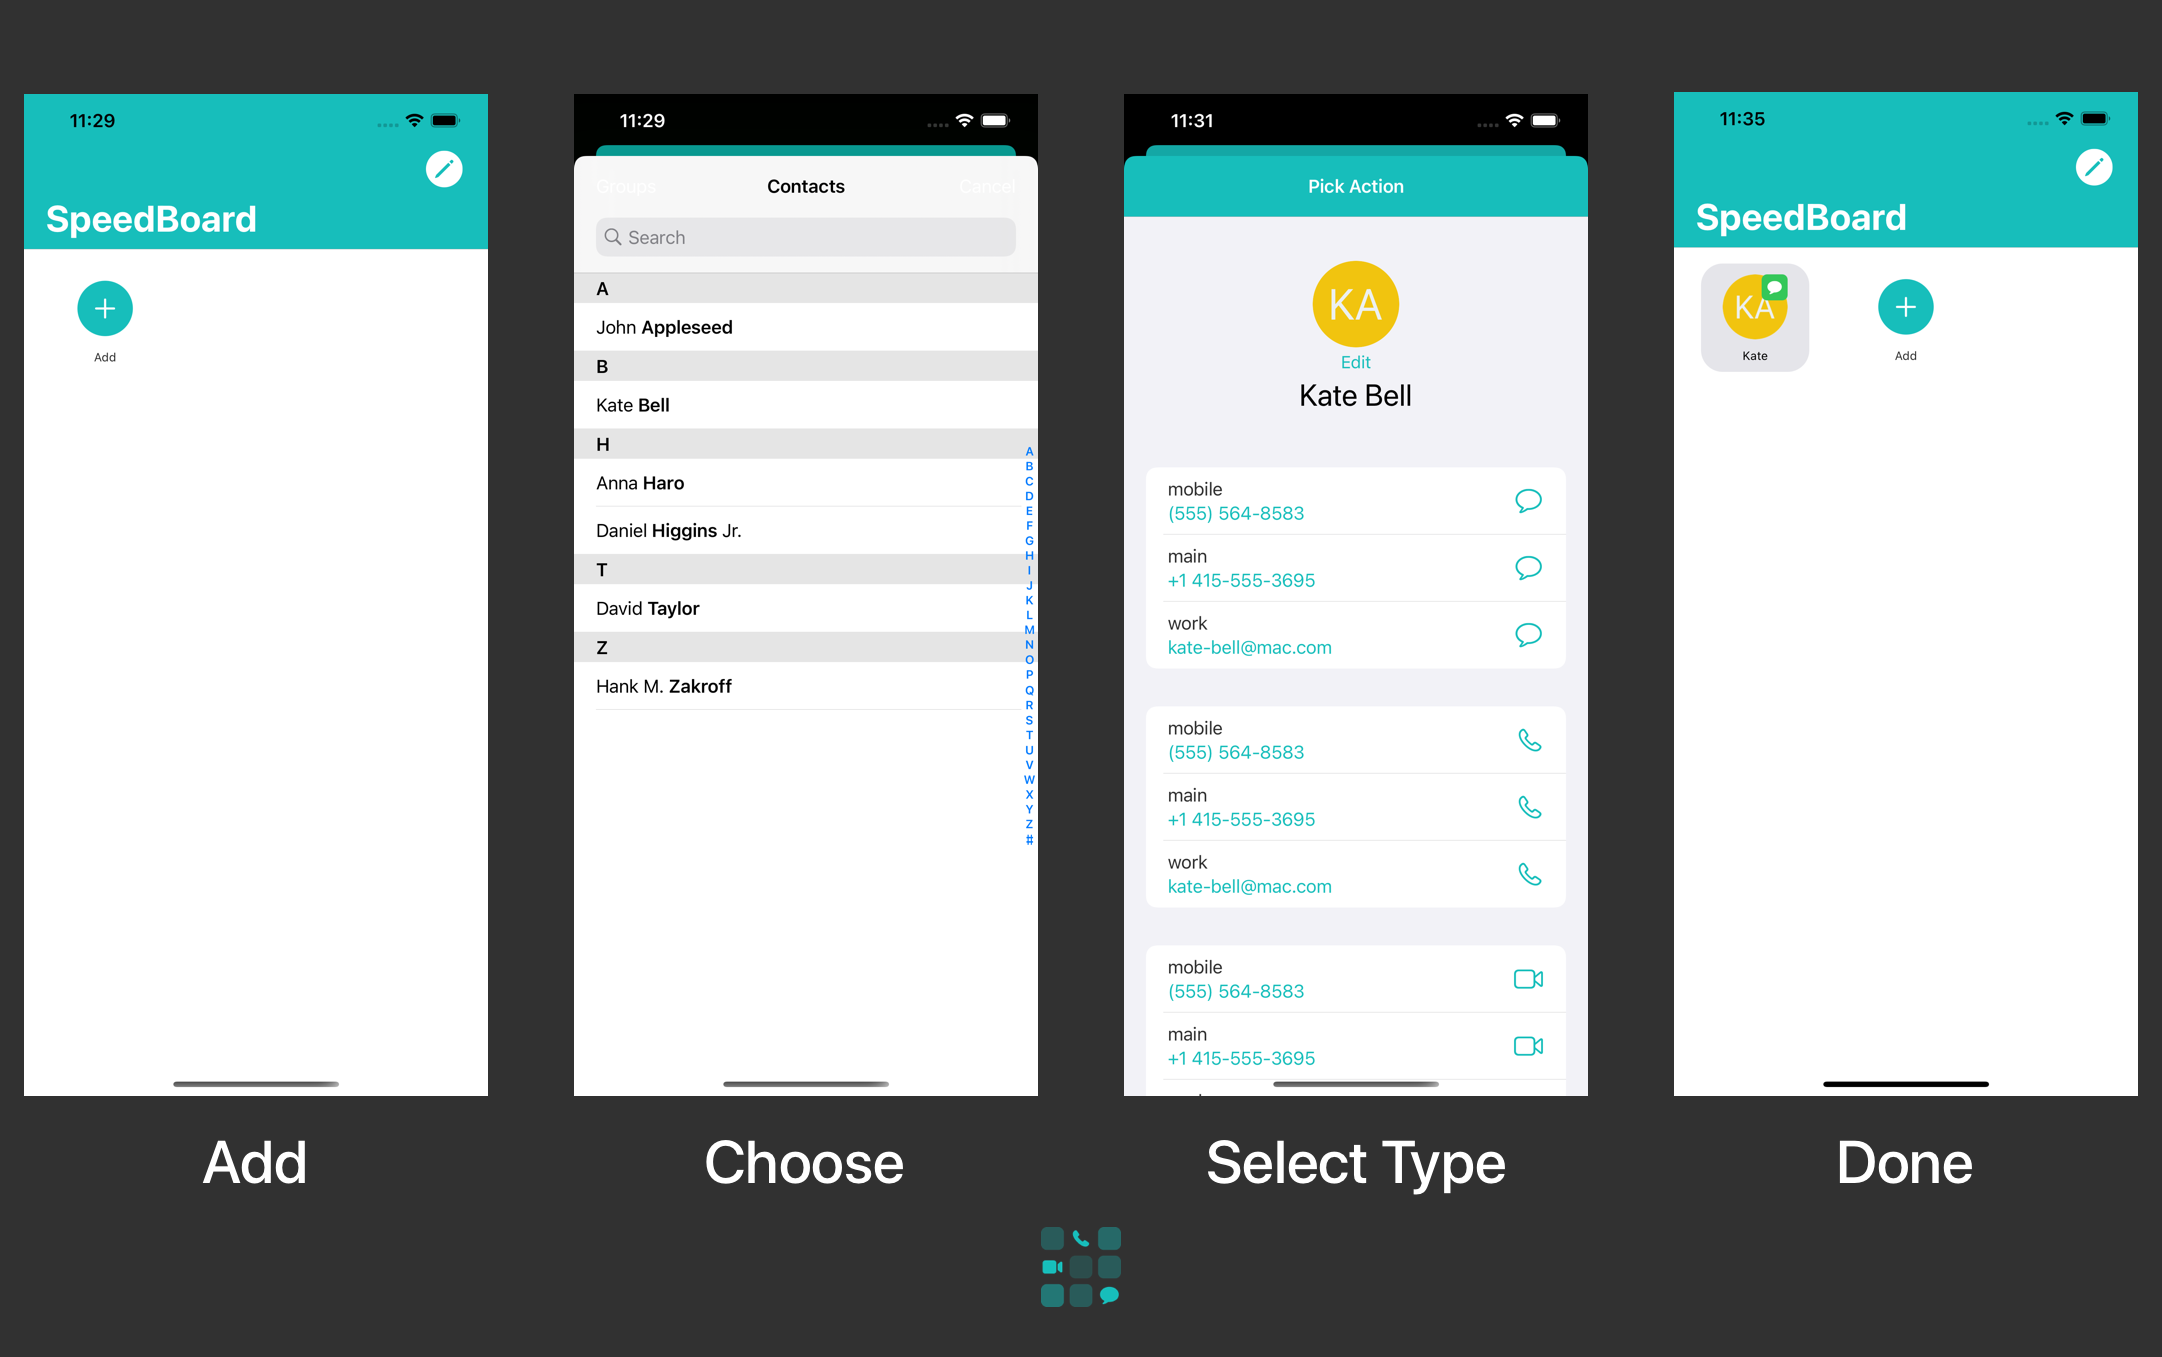 11:29
SpeedBoard
Add
Add
11:29
Groups Contacts Cancel
Search
A
John Appleseed
B
Kate Bell
H
Anna Haro
Daniel Higgins Jr.
T
David Taylor
Z
Hank M. Zakroff
A
B
C
D
E
F
G
H
I
J
K
L
M
N
O
P
Q
R
S
T
U
V
W
X
Y
Z
#
Choose
11:31
Pick Action
KA
Edit
Kate Bell
mobile
(555) 564-8583
main
+1 415-555-3695
work
kate-bell@mac.com
mobile
(555) 564-8583
main
+1 415-555-3695
work
kate-bell@mac.com
mobile
(555) 564-8583
main
+1 415-555-3695
Select Type
11:35
SpeedBoard
KA
Kate
Add
Done